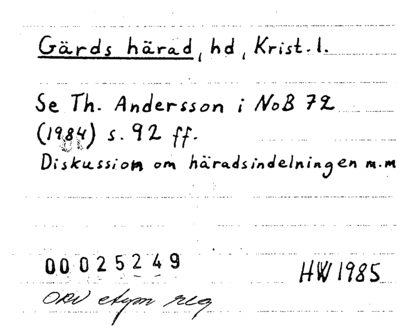 Gärds härad, hd, Krist. l.
Se Th. Andersson i NoB 72
(1984) s. 92 ff.
Diskussion om häradsindelningen m.m
00025249
HW 1985
etym reg